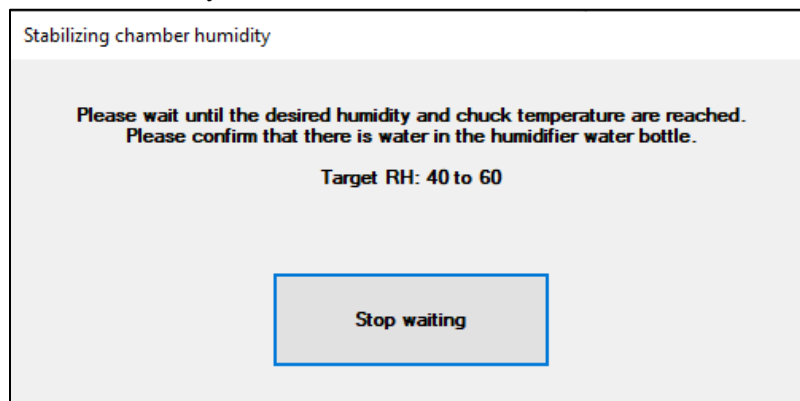 Stabilizing chamber humidity
Please wait until the desired humidity and chuck temperature are reached.
Please confirm that there is water in the humidifier water bottle.
Target RH: 40 to 60
Stop waiting